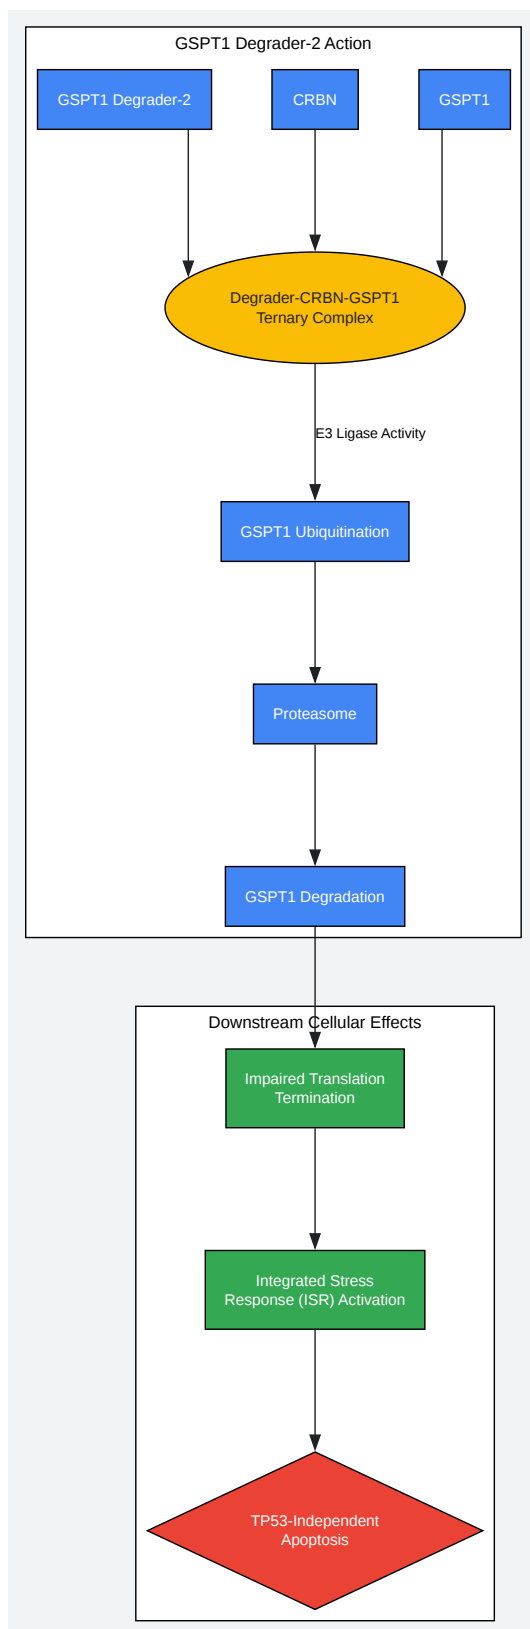 GSPT1 Degrader-2 Action
GSPT1 Degrader-2
CRBN
GSPT1
Degrader-CRBN-GSPT1
Ternary Complex
E3 Ligase Activity
GSPT1 Ubiquitination
Proteasome
GSPT1 Degradation
Downstream Cellular Effects
Impaired Translation
Termination
Integrated Stress
Response (ISR) Activation
TP53-Independent
Apoptosis